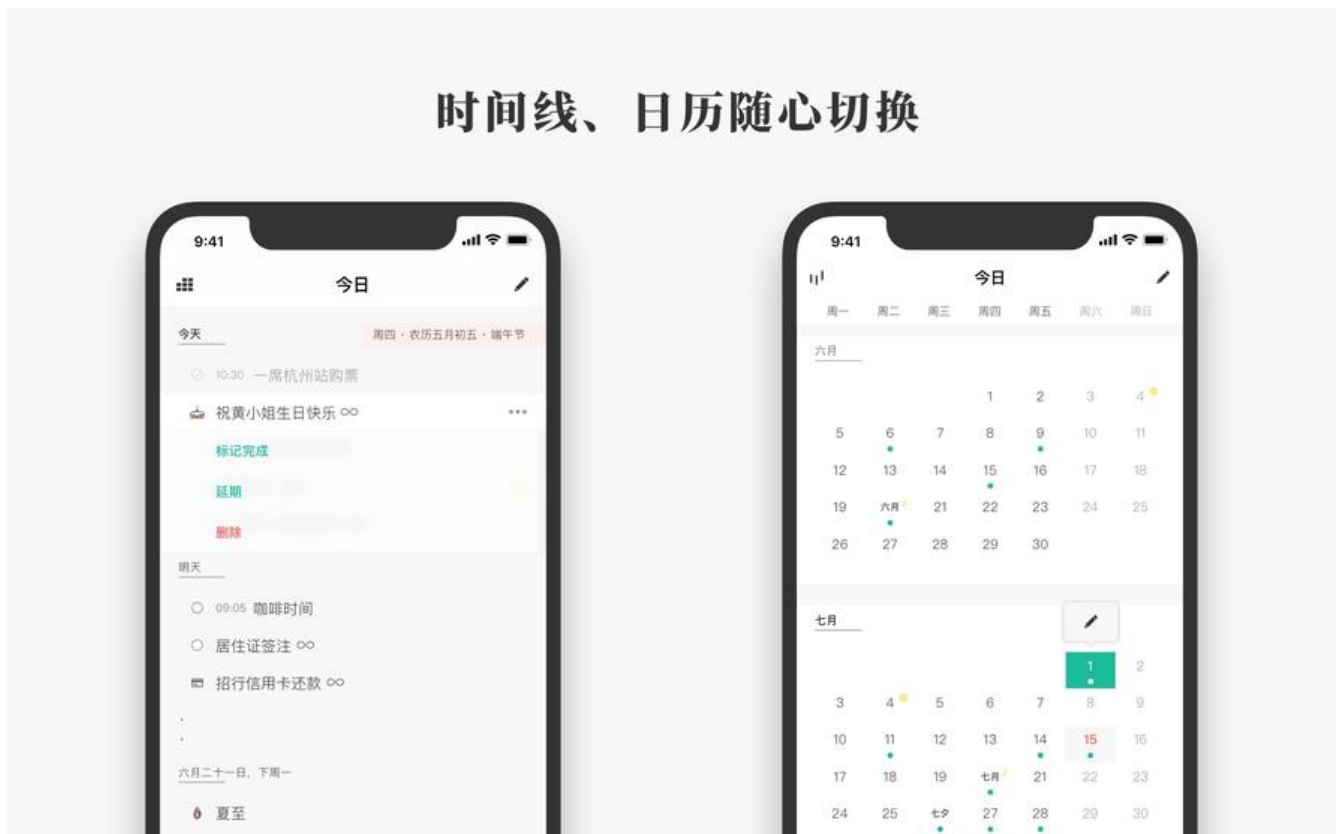 时间线、日历随心切换
9:41
今日
今天
周四 · 农历五月初五 · 端午节
10:30 一席杭州站购票
祝黄小姐生日快乐
标记完成
延期
删除
明天
09:05 咖啡时间
居住证签注
招行信用卡还款
六月二十一日，下周一
夏至
9:41
今日
周一 周二 周三 周四 周五 周六 周日
六月
1 2 3 4
5 6 7 8 9 10 11
12 13 14 15 16 17 18
19 六月 21 22 23 24 25
26 27 28 29 30
七月
1 2
3 4 5 6 7 8 9
10 11 12 13 14 15 16
17 18 19 七月 21 22 23
24 25 七夕 27 28 29 30